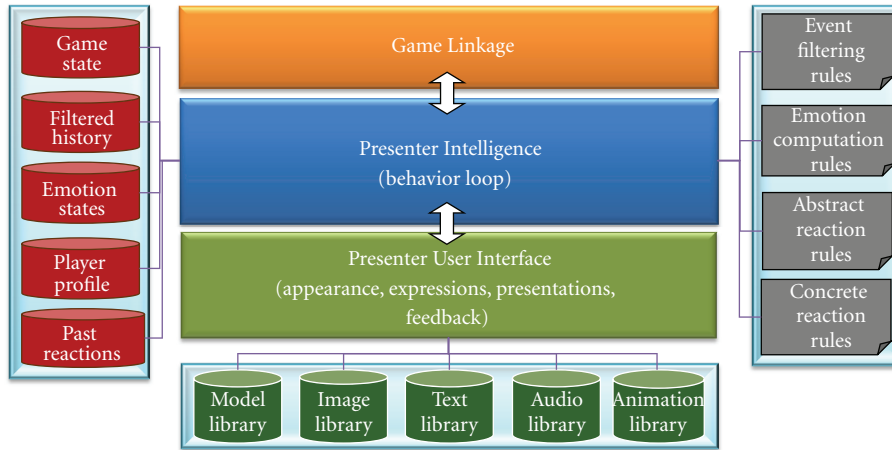 Game
state
Filtered
history
Emotion
states
Player
profile
Past
reactions
Game Linkage
Presenter Intelligence
(behavior loop)
Presenter User Interface
(appearance, expressions, presentations,
feedback)
Model
library
Image
library
Text
library
Audio
library
Animation
library
Event
filtering
rules
Emotion
computation
rules
Abstract
reaction
rules
Concrete
reaction
rules